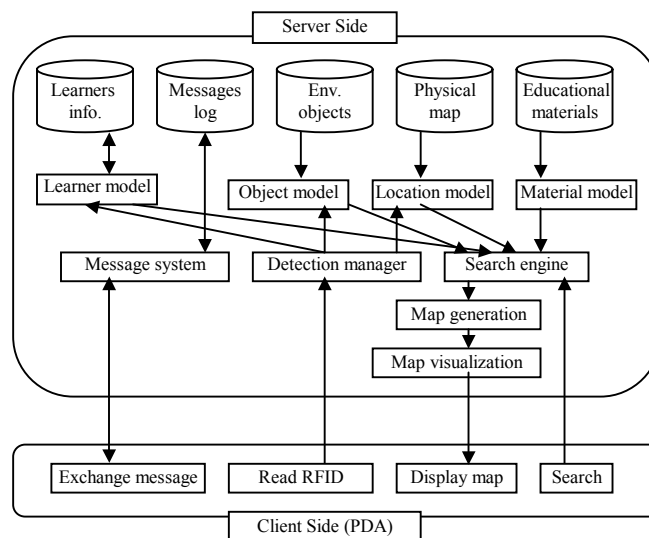 Server Side
Learners
info.
Messages
log
Env.
objects
Physical
map
Educational
materials
Learner model
Object model
Location model
Material model
Message system
Detection manager
Search engine
Map generation
Map visualization
Exchange message
Read RFID
Display map
Search
Client Side (PDA)